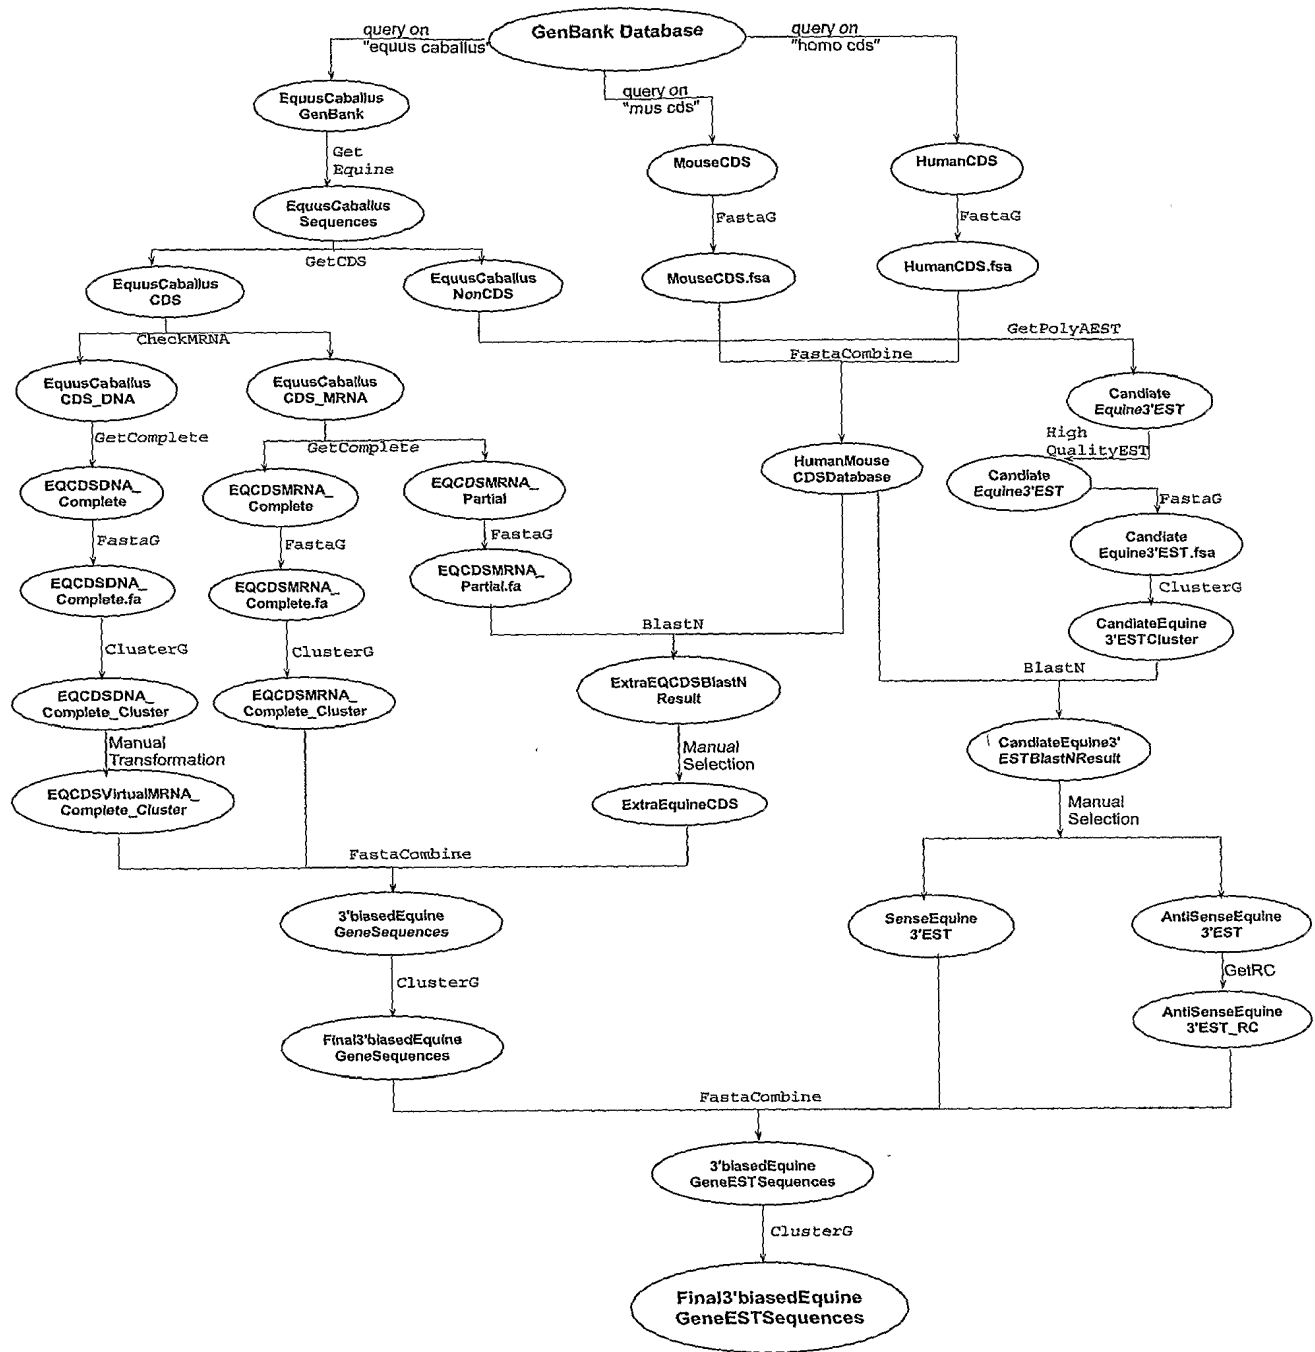 GenBank Database
query on
"equus caballus"
query on
"homo cds"
query on
"mus cds"
EquusCaballus
GenBank
Get
Equine
MouseCDS
HumanCDS
EquusCaballus
Sequences
FastaG
FastaG
GetCDS
EquusCaballus
CDS
EquusCaballus
NonCDS
MouseCDS.fsa
HumanCDS.fsa
CheckMRNA
GetPolyAEST
FastaCombine
EquusCaballus
CDS_DNA
EquusCaballus
CDS_MRNA
Candiate
Equine3'EST
GetComplete
GetComplete
High
QualityEST
HumanMouse
CDSDatabase
Candiate
Equine3'EST
EQCDSDNA_
Complete
EQCDSMRNA_
Complete
EQCDSMRNA_
Partial
FastaG
FastaG
FastaG
FastaG
Candiate
Equine3'EST.fsa
EQCDSDNA_
Complete.fa
EQCDSMRNA_
Complete.fa
EQCDSMRNA_
Partial.fa
ClusterG
BlastN
CandiateEquine
3'ESTCluster
ClusterG
ClusterG
BlastN
EQCDSDNA_
Complete_Cluster
EQCDSMRNA_
Complete_Cluster
ExtraEQCDSBlastN
Result
Manual
Transformation
Manual
Selection
CandiateEquine3'
ESTBlastNResult
EQCDSVirtualMRNA_
Complete_Cluster
ExtraEquineCDS
Manual
Selection
FastaCombine
3'biasedEquine
GeneSequences
SenseEquine
3'EST
AntiSenseEquine
3'EST
ClusterG
GetRC
Final3'biasedEquine
GeneSequences
AntiSenseEquine
3'EST_RC
FastaCombine
3'biasedEquine
GeneESTSequences
ClusterG
Final3'biasedEquine
GeneESTSequences